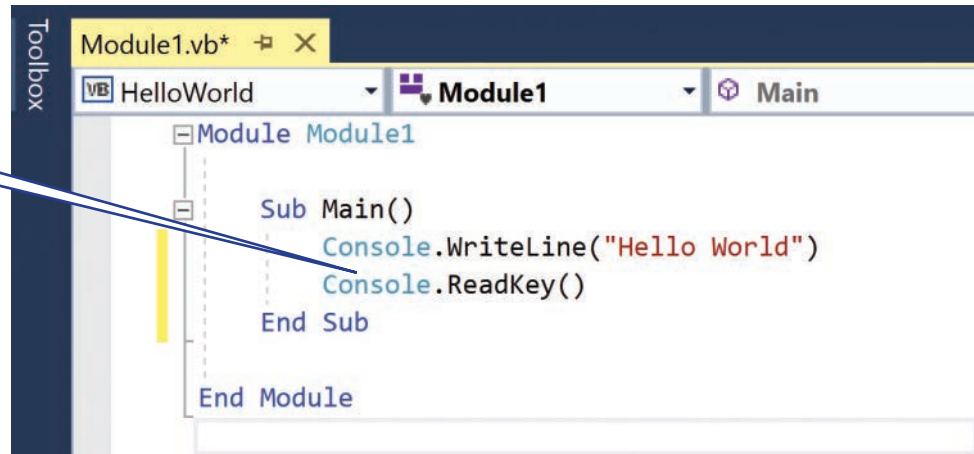 Toolbox
Module1.vb*
VB HelloWorld Module1 Main
Module Module1
Sub Main()
Console.WriteLine("Hello World")
Console.ReadKey()
End Sub
End Module